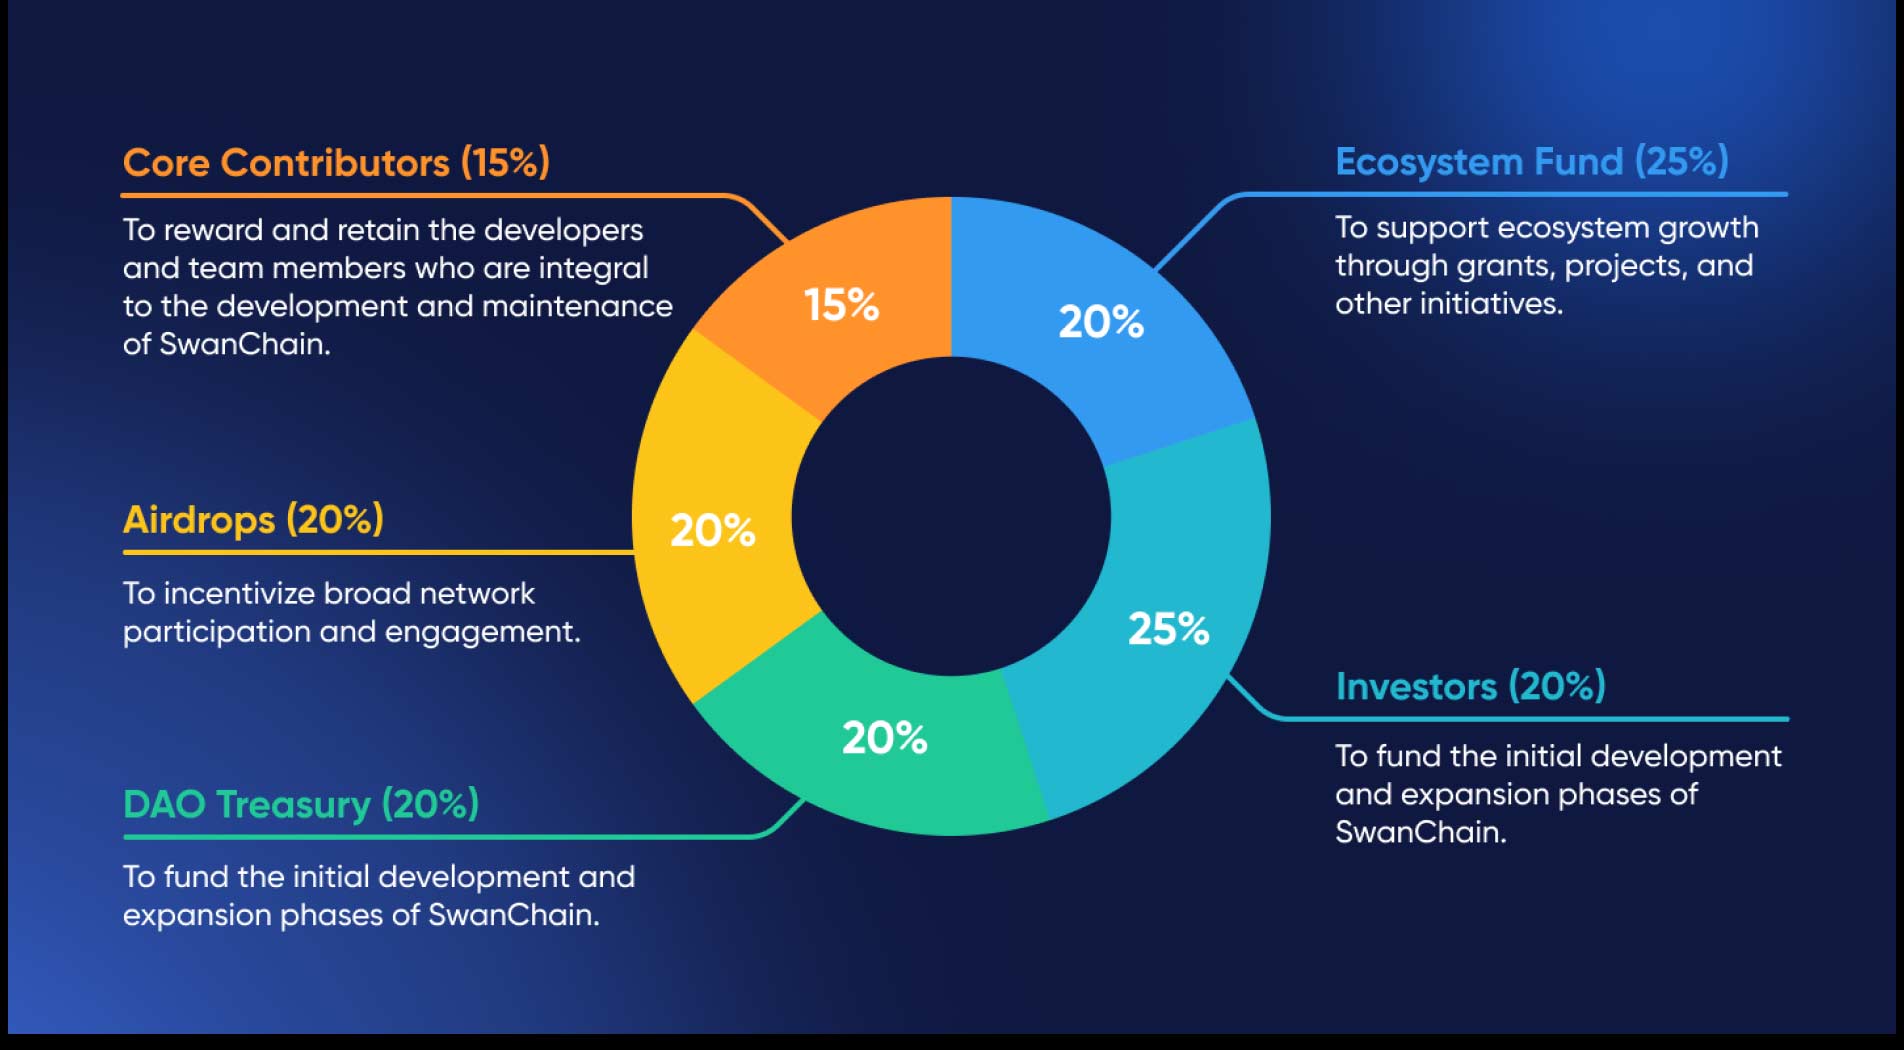 Core Contributors (15%)
To reward and retain the developers
and team members who are integral
to the development and maintenance
of SwanChain.
Airdrops (20%)
To incentivize broad network
participation and engagement.
DAO Treasury (20%)
To fund the initial development and
expansion phases of SwanChain.
15%
20%
20%
25%
20%
Ecosystem Fund (25%)
To support ecosystem growth
through grants, projects, and
other initiatives.
Investors (20%)
To fund the initial development
and expansion phases of
SwanChain.